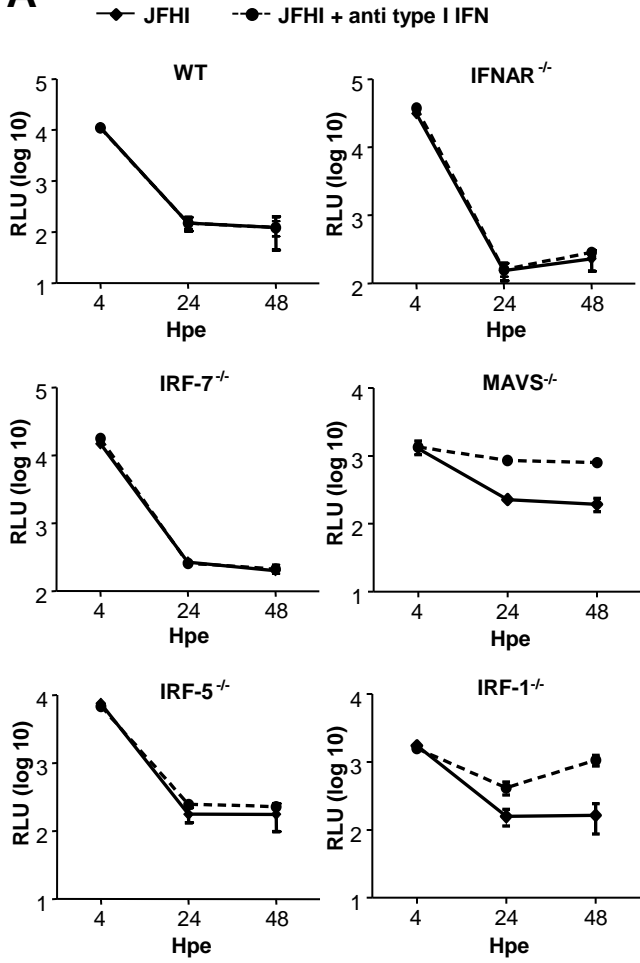 A
JFHI JFHI + anti type I IFN
WT
RLU (log 10)
5
4
3
2
1
4 24 48
Hpe
IFNAR-/-
RLU (log 10)
5
4
3
2
4 24 48
Hpe
IRF-7-/-
RLU (log 10)
5
4
3
2
4 24 48
Hpe
MAVS-/-
RLU (log 10)
4
3
2
1
4 24 48
Hpe
IRF-5-/-
RLU (log 10)
4
3
2
1
4 24 48
Hpe
IRF-1-/-
RLU (log 10)
4
3
2
1
4 24 48
Hpe